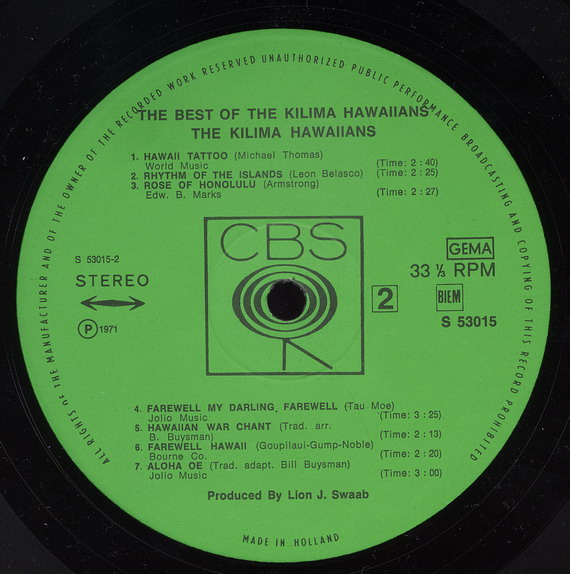 ALL RIGHTS OF THE MANUFACTURER AND OF THE OWNER OF THE RECORDED WORK RESERVED UNAUTHORIZED PUBLIC PERFORMANCE BROADCASTING AND COPYING OF THIS RECORD PROHIBITED
THE BEST OF THE KILIMA HAWAIIANS
THE KILIMA HAWAIIANS
1. HAWAII TATTOO (Michael Thomas)
World Music (Time: 2 : 40)
2. RHYTHM OF THE ISLANDS (Leon Belasco) (Time: 2 : 25)
3. ROSE OF HONOLULU (Armstrong)
Edw. B. Marks (Time: 2 : 27)
CBS
S 53015-2
STEREO
P 1971
GEMA
33 ⅓ RPM
2
BIEM
S 53015
4. FAREWELL MY DARLING, FAREWELL (Tau Moe)
Jolio Music (Time: 3 : 25)
5. HAWAIIAN WAR CHANT (Trad. arr.
B. Buysman) (Time: 2 : 13)
6. FAREWELL HAWAII (Goupilaui-Gump-Noble)
Bourne Co. (Time: 2 : 20)
7. ALOHA OE (Trad. adapt. Bill Buysman)
Jolio Music (Time: 3 : 00)
Produced By Lion J. Swaab
MADE IN HOLLAND